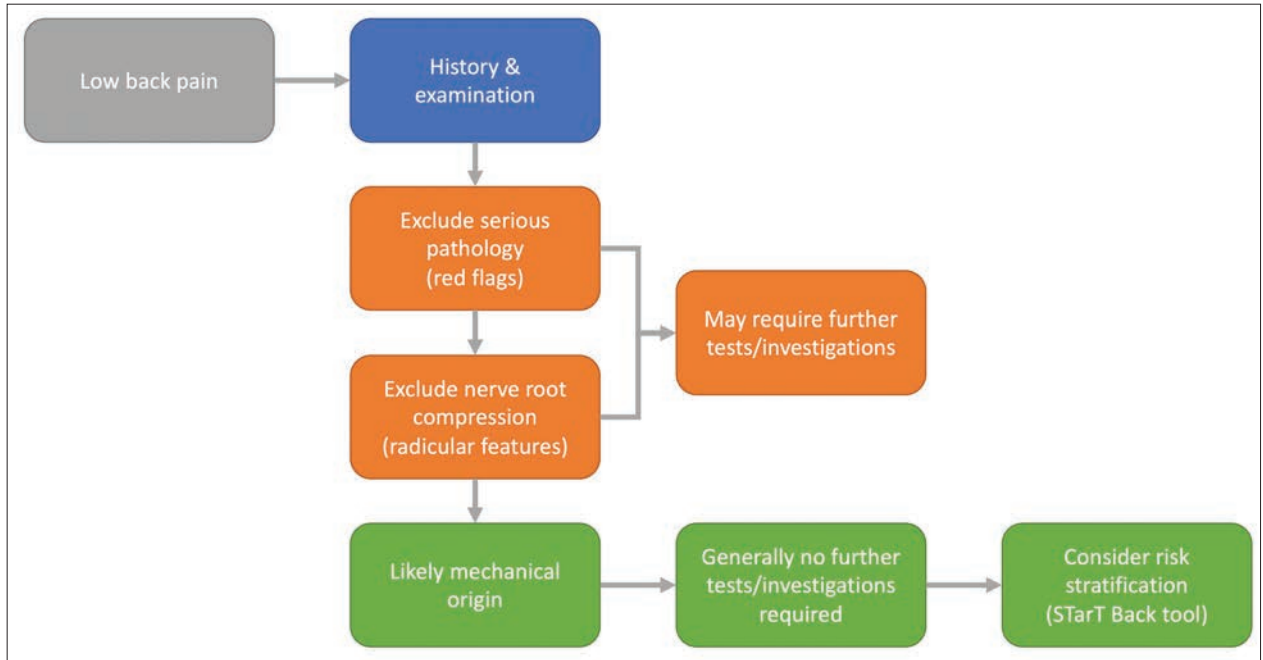 Low back pain
History &
examination
Exclude serious
pathology
(red flags)
May require further
tests/investigations
Exclude nerve root
compression
(radicular features)
Likely mechanical
origin
Generally no further
tests/investigations
required
Consider risk
stratification
(STarT Back tool)